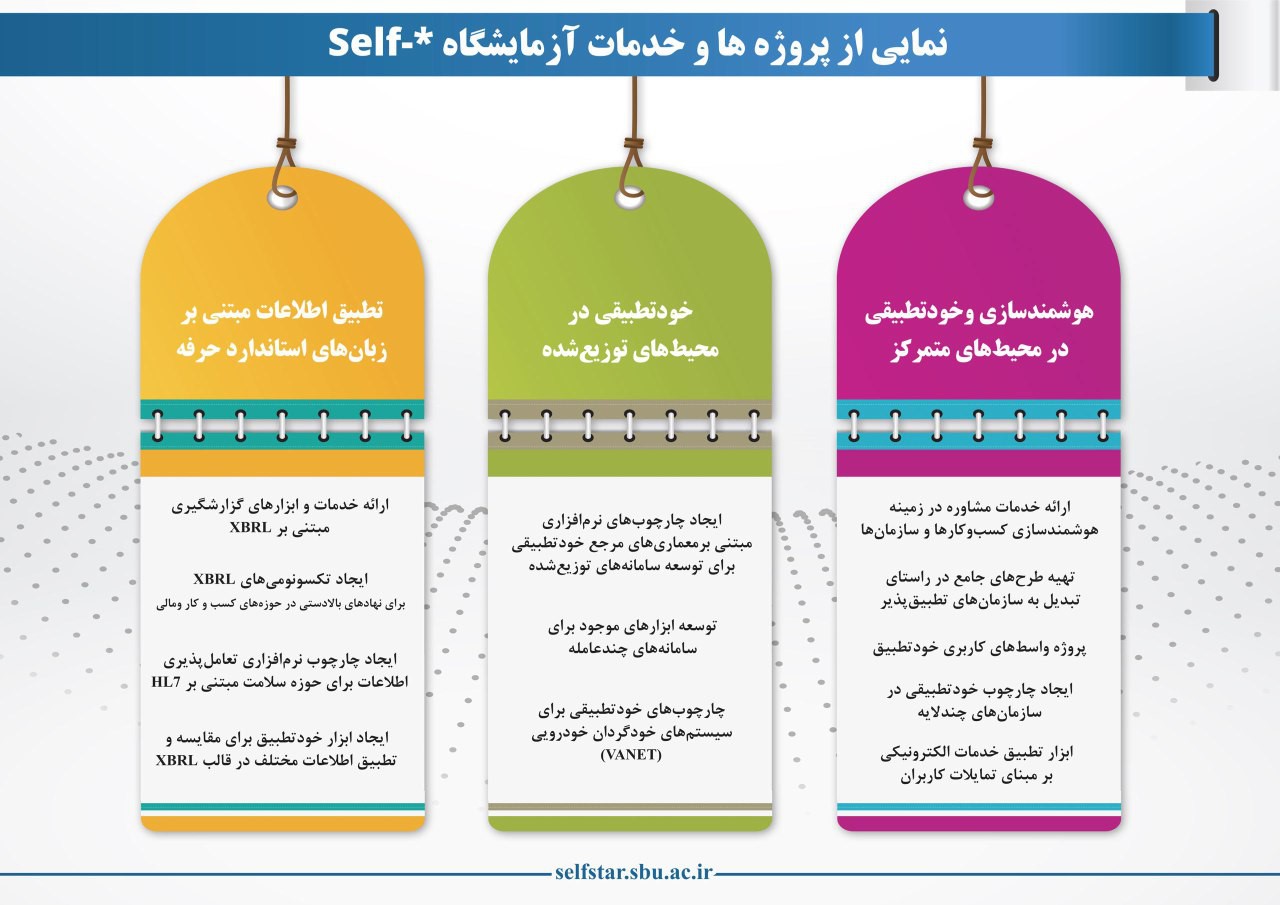 نمایی از پروژه ها و خدمات آزمایشگاه Self-*
هوشمندسازی وخودتطبیقی
در محیط‌های متمرکز
ارائه خدمات مشاوره در زمینه
هوشمندسازی کسب‌وکارها و سازمان‌ها
تهیه طرح‌های جامع در راستای
تبدیل به سازمان‌های تطبیق‌پذیر
پروژه واسط‌های کاربری خودتطبیق
ایجاد چارچوب خودتطبیقی در
سازمان‌های چندلایه
ابزار تطبیق خدمات الکترونیکی
بر مبنای تمایلات کاربران
خودتطبیقی در
محیط‌های توزیع‌شده
ایجاد چارچوب‌های نرم‌افزاری
مبتنی برمعماری‌های مرجع خودتطبیقی
برای توسعه سامانه‌های توزیع‌شده
توسعه ابزارهای موجود برای
سامانه‌های چندعامله
چارچوب‌های خودتطبیقی برای
سیستم‌های خودگردان خودرویی
(VANET)
تطبیق اطلاعات مبتنی بر
زبان‌های استاندارد حرفه
ارائه خدمات و ابزارهای گزارشگیری
مبتنی بر XBRL
ایجاد تکسونومی‌های XBRL
برای نهادهای بالادستی در حوزه‌های کسب و کار ومالی
ایجاد چارچوب نرم‌افزاری تعامل‌پذیری
اطلاعات برای حوزه سلامت مبتنی بر HL7
ایجاد ابزار خودتطبیق برای مقایسه و
تطبیق اطلاعات مختلف در قالب XBRL
selfstar.sbu.ac.ir